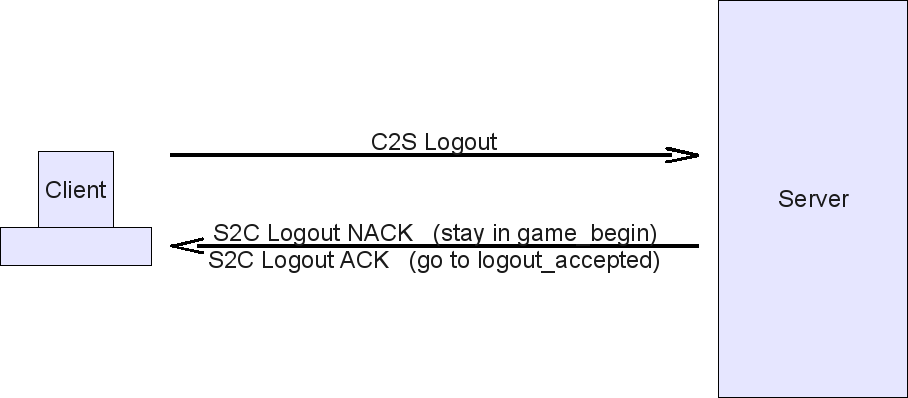 C2S Logout
Client
Server
S2C Logout NACK (stay in game_begin)
S2C Logout ACK (go to logout_accepted)